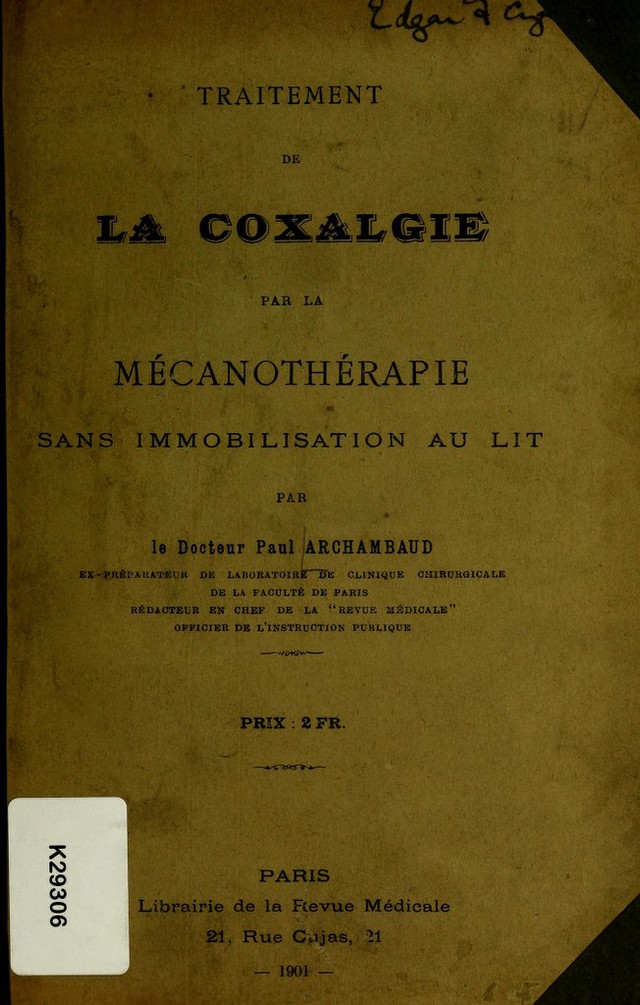 Edgar F
TRAITEMENT
DE
LA COXALGIE
PAR LA
MÉCANOTHÉRAPIE
SANS IMMOBILISATION AU LIT
PAR
le Docteur Paul ARCHAMBAUD
EX-PRÉPARATEUR DE LABORATOIRE DE CLINIQUE CHIRURGICALE
DE LA FACULTÉ DE PARIS
RÉDACTEUR EN CHEF DE LA "REVUE MÉDICALE"
OFFICIER DE L'INSTRUCTION PUBLIQUE
PRIX : 2 FR.
K29306
PARIS
Librairie de la Revue Médicale
21, Rue Cujas, 21
— 1901 —